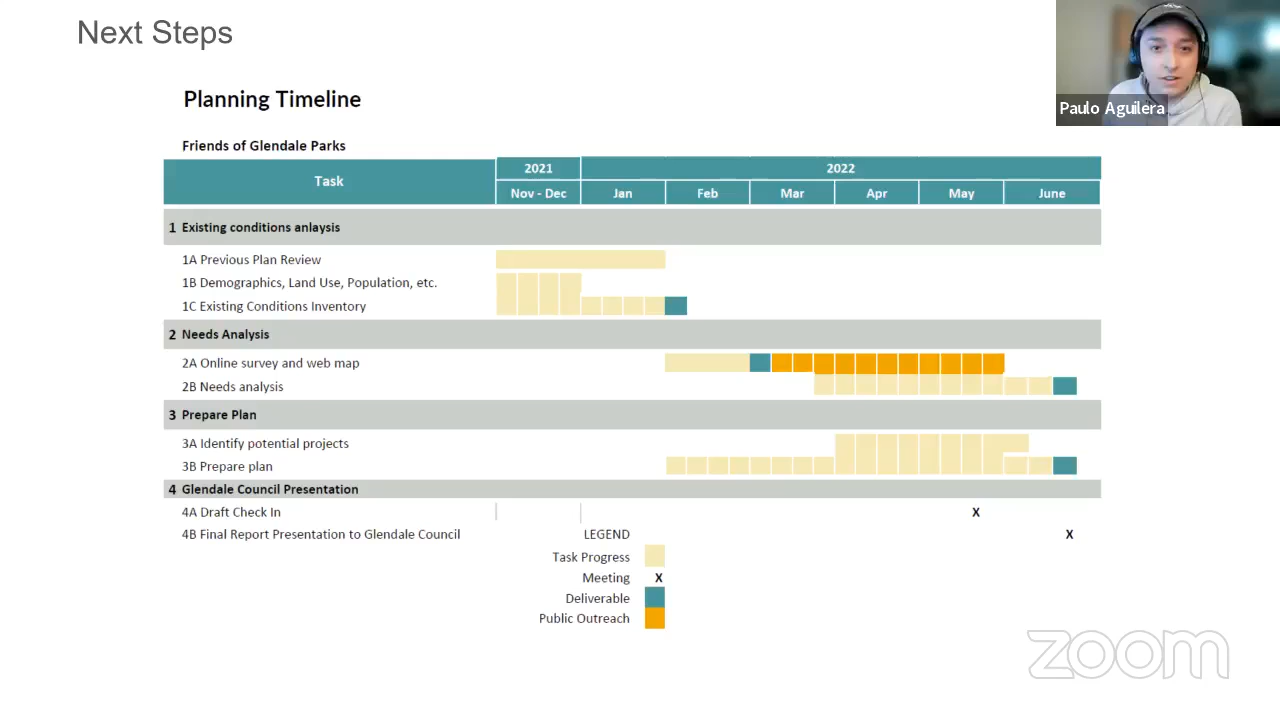 Next Steps
Paulo Aguilera
Planning Timeline
Friends of Glendale Parks
Task
2021
2022
Nov - Dec
Jan
Feb
Mar
Apr
May
June
1 Existing conditions anlaysis
1A Previous Plan Review
1B Demographics, Land Use, Population, etc.
1C Existing Conditions Inventory
2 Needs Analysis
2A Online survey and web map
2B Needs analysis
3 Prepare Plan
3A Identify potential projects
3B Prepare plan
4 Glendale Council Presentation
4A Draft Check In
X
4B Final Report Presentation to Glendale Council
LEGEND
X
Task Progress
Meeting X
Deliverable
Public Outreach
zoom